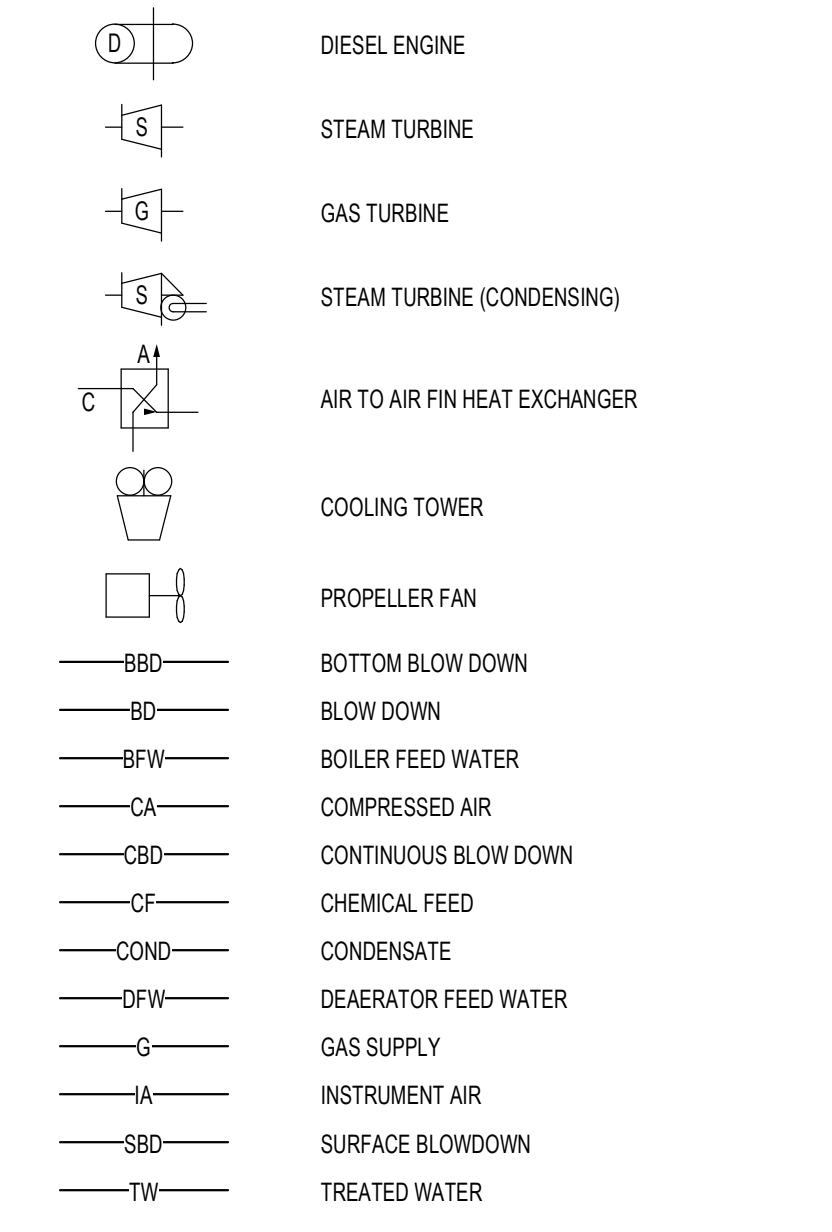 D DIESEL ENGINE
S STEAM TURBINE
G GAS TURBINE
S STEAM TURBINE (CONDENSING)
A
C AIR TO AIR FIN HEAT EXCHANGER
COOLING TOWER
PROPELLER FAN
BBD BOTTOM BLOW DOWN
BD BLOW DOWN
BFW BOILER FEED WATER
CA COMPRESSED AIR
CBD CONTINUOUS BLOW DOWN
CF CHEMICAL FEED
COND CONDENSATE
DFW DEAERATOR FEED WATER
G GAS SUPPLY
IA INSTRUMENT AIR
SBD SURFACE BLOWDOWN
TW TREATED WATER